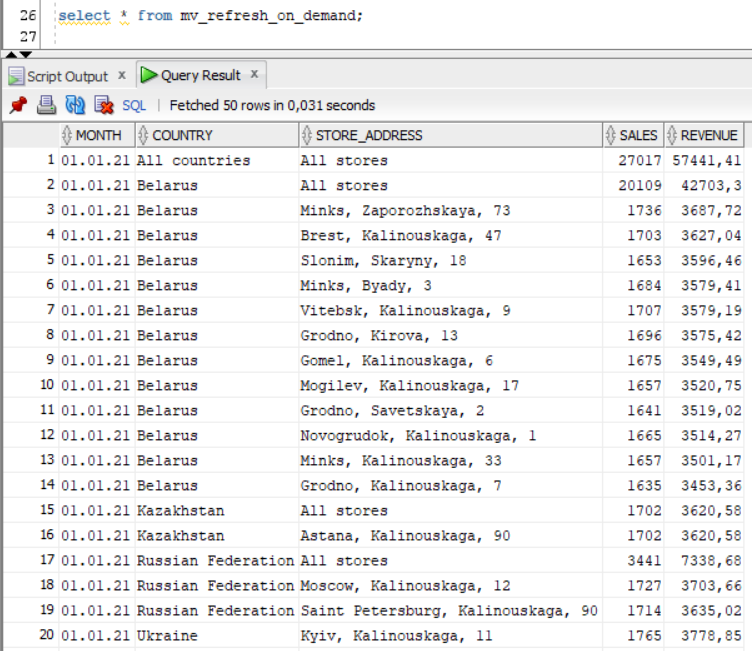 26 select * from mv_refresh_on_demand;
27
Script Output x Query Result x
SQL | Fetched 50 rows in 0,031 seconds
MONTH COUNTRY STORE_ADDRESS SALES REVENUE
1 01.01.21 All countries All stores 27017 57441,41
2 01.01.21 Belarus All stores 20109 42703,3
3 01.01.21 Belarus Minks, Zaporozhskaya, 73 1736 3687,72
4 01.01.21 Belarus Brest, Kalinouskaga, 47 1703 3627,04
5 01.01.21 Belarus Slonim, Skaryny, 18 1653 3596,46
6 01.01.21 Belarus Minks, Byady, 3 1684 3579,41
7 01.01.21 Belarus Vitebsk, Kalinouskaga, 9 1707 3579,19
8 01.01.21 Belarus Grodno, Kirova, 13 1696 3575,42
9 01.01.21 Belarus Gomel, Kalinouskaga, 6 1675 3549,49
10 01.01.21 Belarus Mogilev, Kalinouskaga, 17 1657 3520,75
11 01.01.21 Belarus Grodno, Savetskaya, 2 1641 3519,02
12 01.01.21 Belarus Novogrudok, Kalinouskaga, 1 1665 3514,27
13 01.01.21 Belarus Minks, Kalinouskaga, 33 1657 3501,17
14 01.01.21 Belarus Grodno, Kalinouskaga, 7 1635 3453,36
15 01.01.21 Kazakhstan All stores 1702 3620,58
16 01.01.21 Kazakhstan Astana, Kalinouskaga, 90 1702 3620,58
17 01.01.21 Russian Federation All stores 3441 7338,68
18 01.01.21 Russian Federation Moscow, Kalinouskaga, 12 1727 3703,66
19 01.01.21 Russian Federation Saint Petersburg, Kalinouskaga, 90 1714 3635,02
20 01.01.21 Ukraine Kyiv, Kalinouskaga, 11 1765 3778,85